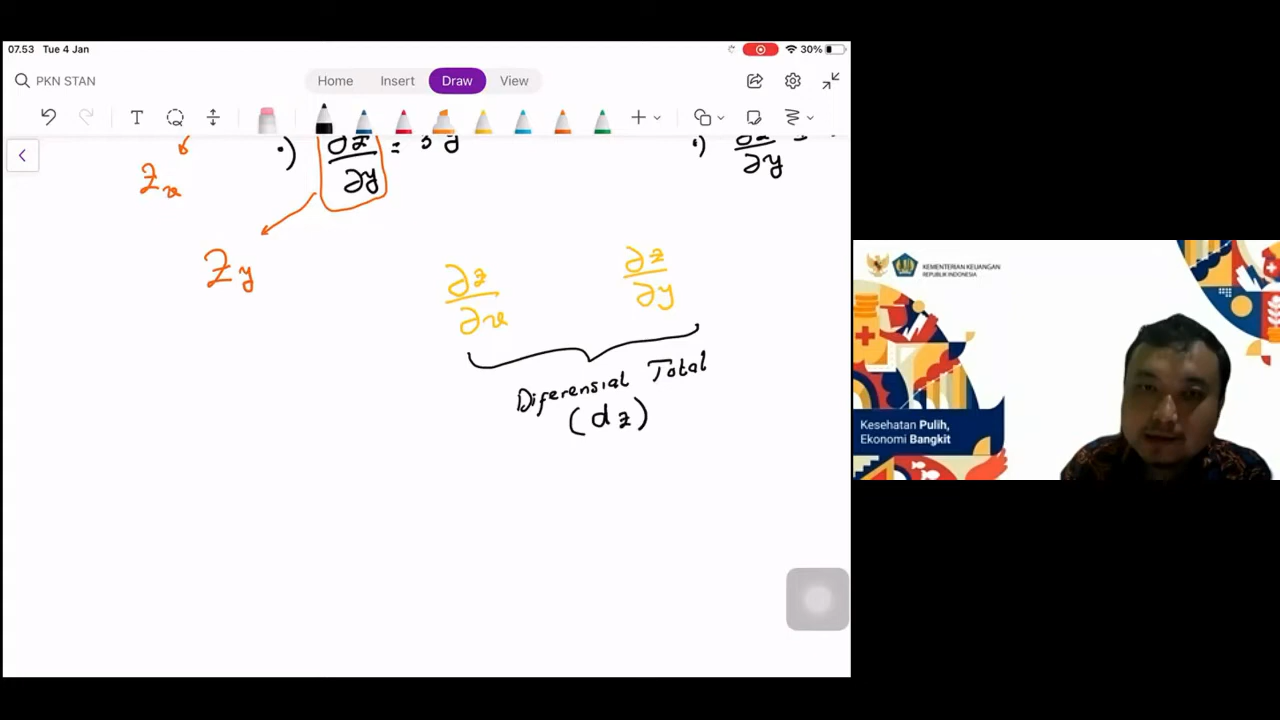 07.53 Tue 4 Jan
30%
PKN STAN
Home Insert Draw View
T
Zx
•) ∂z/∂y = 3y
•) ∂z/∂y
Zy
∂z/∂x
∂z/∂y
Diferensial Total
(dz)
KEMENTERIAN KEUANGAN
REPUBLIK INDONESIA
Kesehatan Pulih,
Ekonomi Bangkit